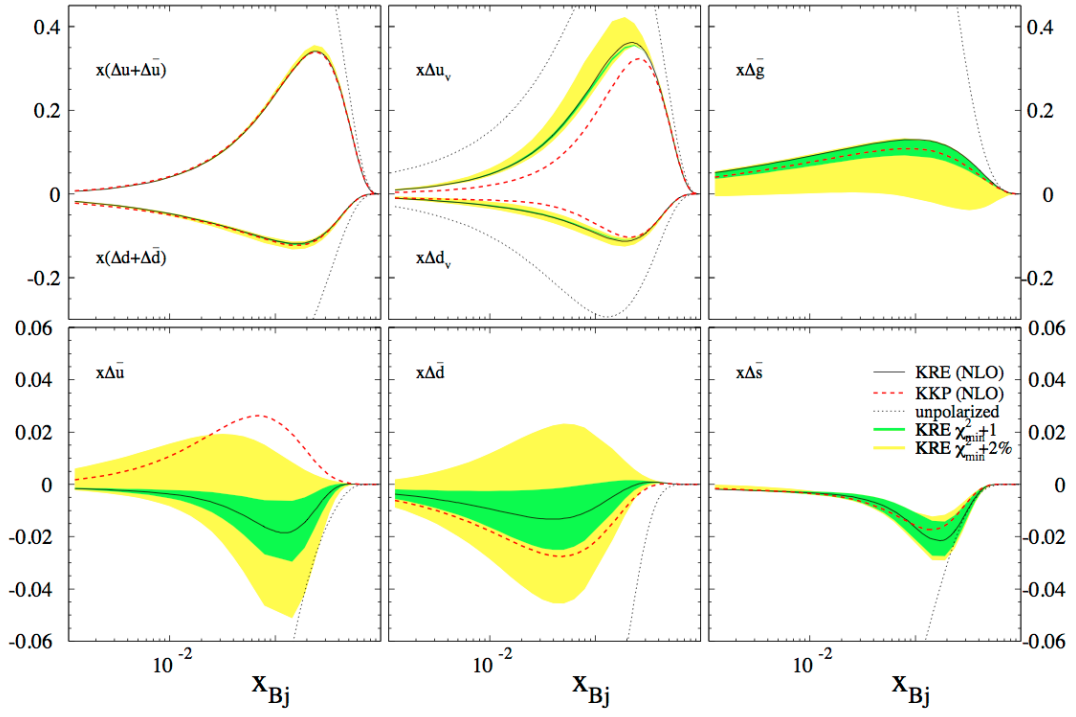 0.4
0.2
0
-0.2
x(Δu+Δū)
x(Δd+Δd̄)
xΔu_v
xΔd_v
xΔḡ
0.4
0.2
0
-0.2
0.06
0.04
0.02
0
-0.02
-0.04
-0.06
xΔū
xΔd̄
xΔs̄
KRE (NLO)
KKP (NLO)
unpolarized
KRE χ²_min+1
KRE χ²_min+2%
0.06
0.04
0.02
0
-0.02
-0.04
-0.06
10⁻²
10⁻²
10⁻²
x_Bj
x_Bj
x_Bj